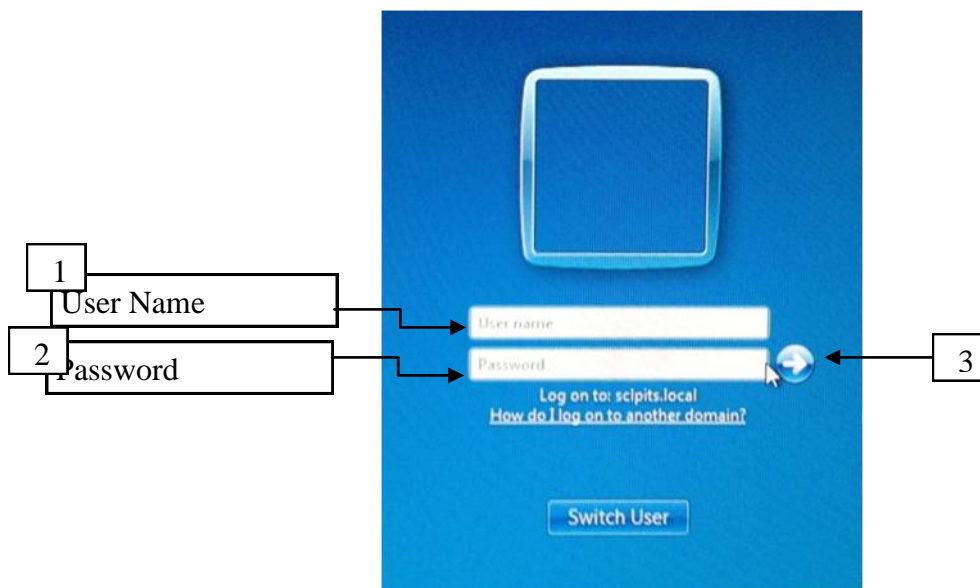 1
User Name
User name
2
Password
Password
3
Log on to: sclpits.local
How do I log on to another domain?
Switch User